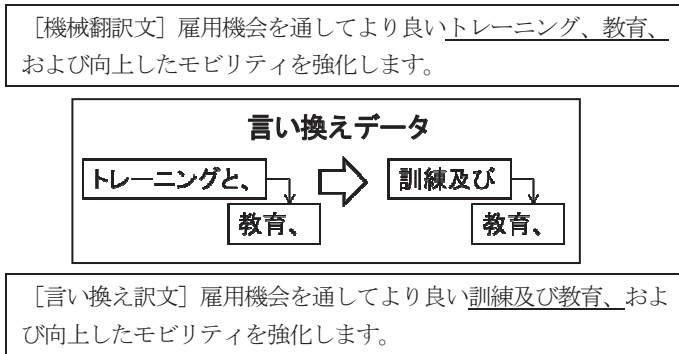 ［機械翻訳文］雇用機会を通してより良いトレーニング、教育、
および向上したモビリティを強化します。
言い換えデータ
トレーニングと、
訓練及び
教育、
教育、
［言い換え訳文］雇用機会を通してより良い訓練及び教育、およ
び向上したモビリティを強化します。